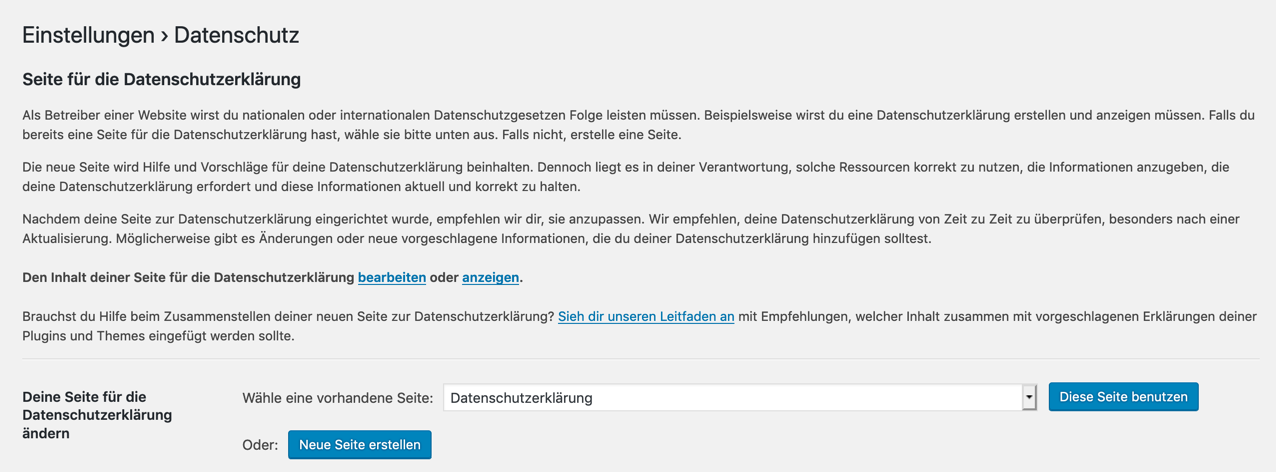 Einstellungen › Datenschutz
Seite für die Datenschutzerklärung
Als Betreiber einer Website wirst du nationalen oder internationalen Datenschutzgesetzen Folge leisten müssen. Beispielsweise wirst du eine Datenschutzerklärung erstellen und anzeigen müssen. Falls du
bereits eine Seite für die Datenschutzerklärung hast, wähle sie bitte unten aus. Falls nicht, erstelle eine Seite.
Die neue Seite wird Hilfe und Vorschläge für deine Datenschutzerklärung beinhalten. Dennoch liegt es in deiner Verantwortung, solche Ressourcen korrekt zu nutzen, die Informationen anzugeben, die
deine Datenschutzerklärung erfordert und diese Informationen aktuell und korrekt zu halten.
Nachdem deine Seite zur Datenschutzerklärung eingerichtet wurde, empfehlen wir dir, sie anzupassen. Wir empfehlen, deine Datenschutzerklärung von Zeit zu Zeit zu überprüfen, besonders nach einer
Aktualisierung. Möglicherweise gibt es Änderungen oder neue vorgeschlagene Informationen, die du deiner Datenschutzerklärung hinzufügen solltest.
Den Inhalt deiner Seite für die Datenschutzerklärung bearbeiten oder anzeigen.
Brauchst du Hilfe beim Zusammenstellen deiner neuen Seite zur Datenschutzerklärung? Sieh dir unseren Leitfaden an mit Empfehlungen, welcher Inhalt zusammen mit vorgeschlagenen Erklärungen deiner
Plugins und Themes eingefügt werden sollte.
Deine Seite für die
Datenschutzerklärung
ändern
Wähle eine vorhandene Seite: Datenschutzerklärung Diese Seite benutzen
Oder: Neue Seite erstellen